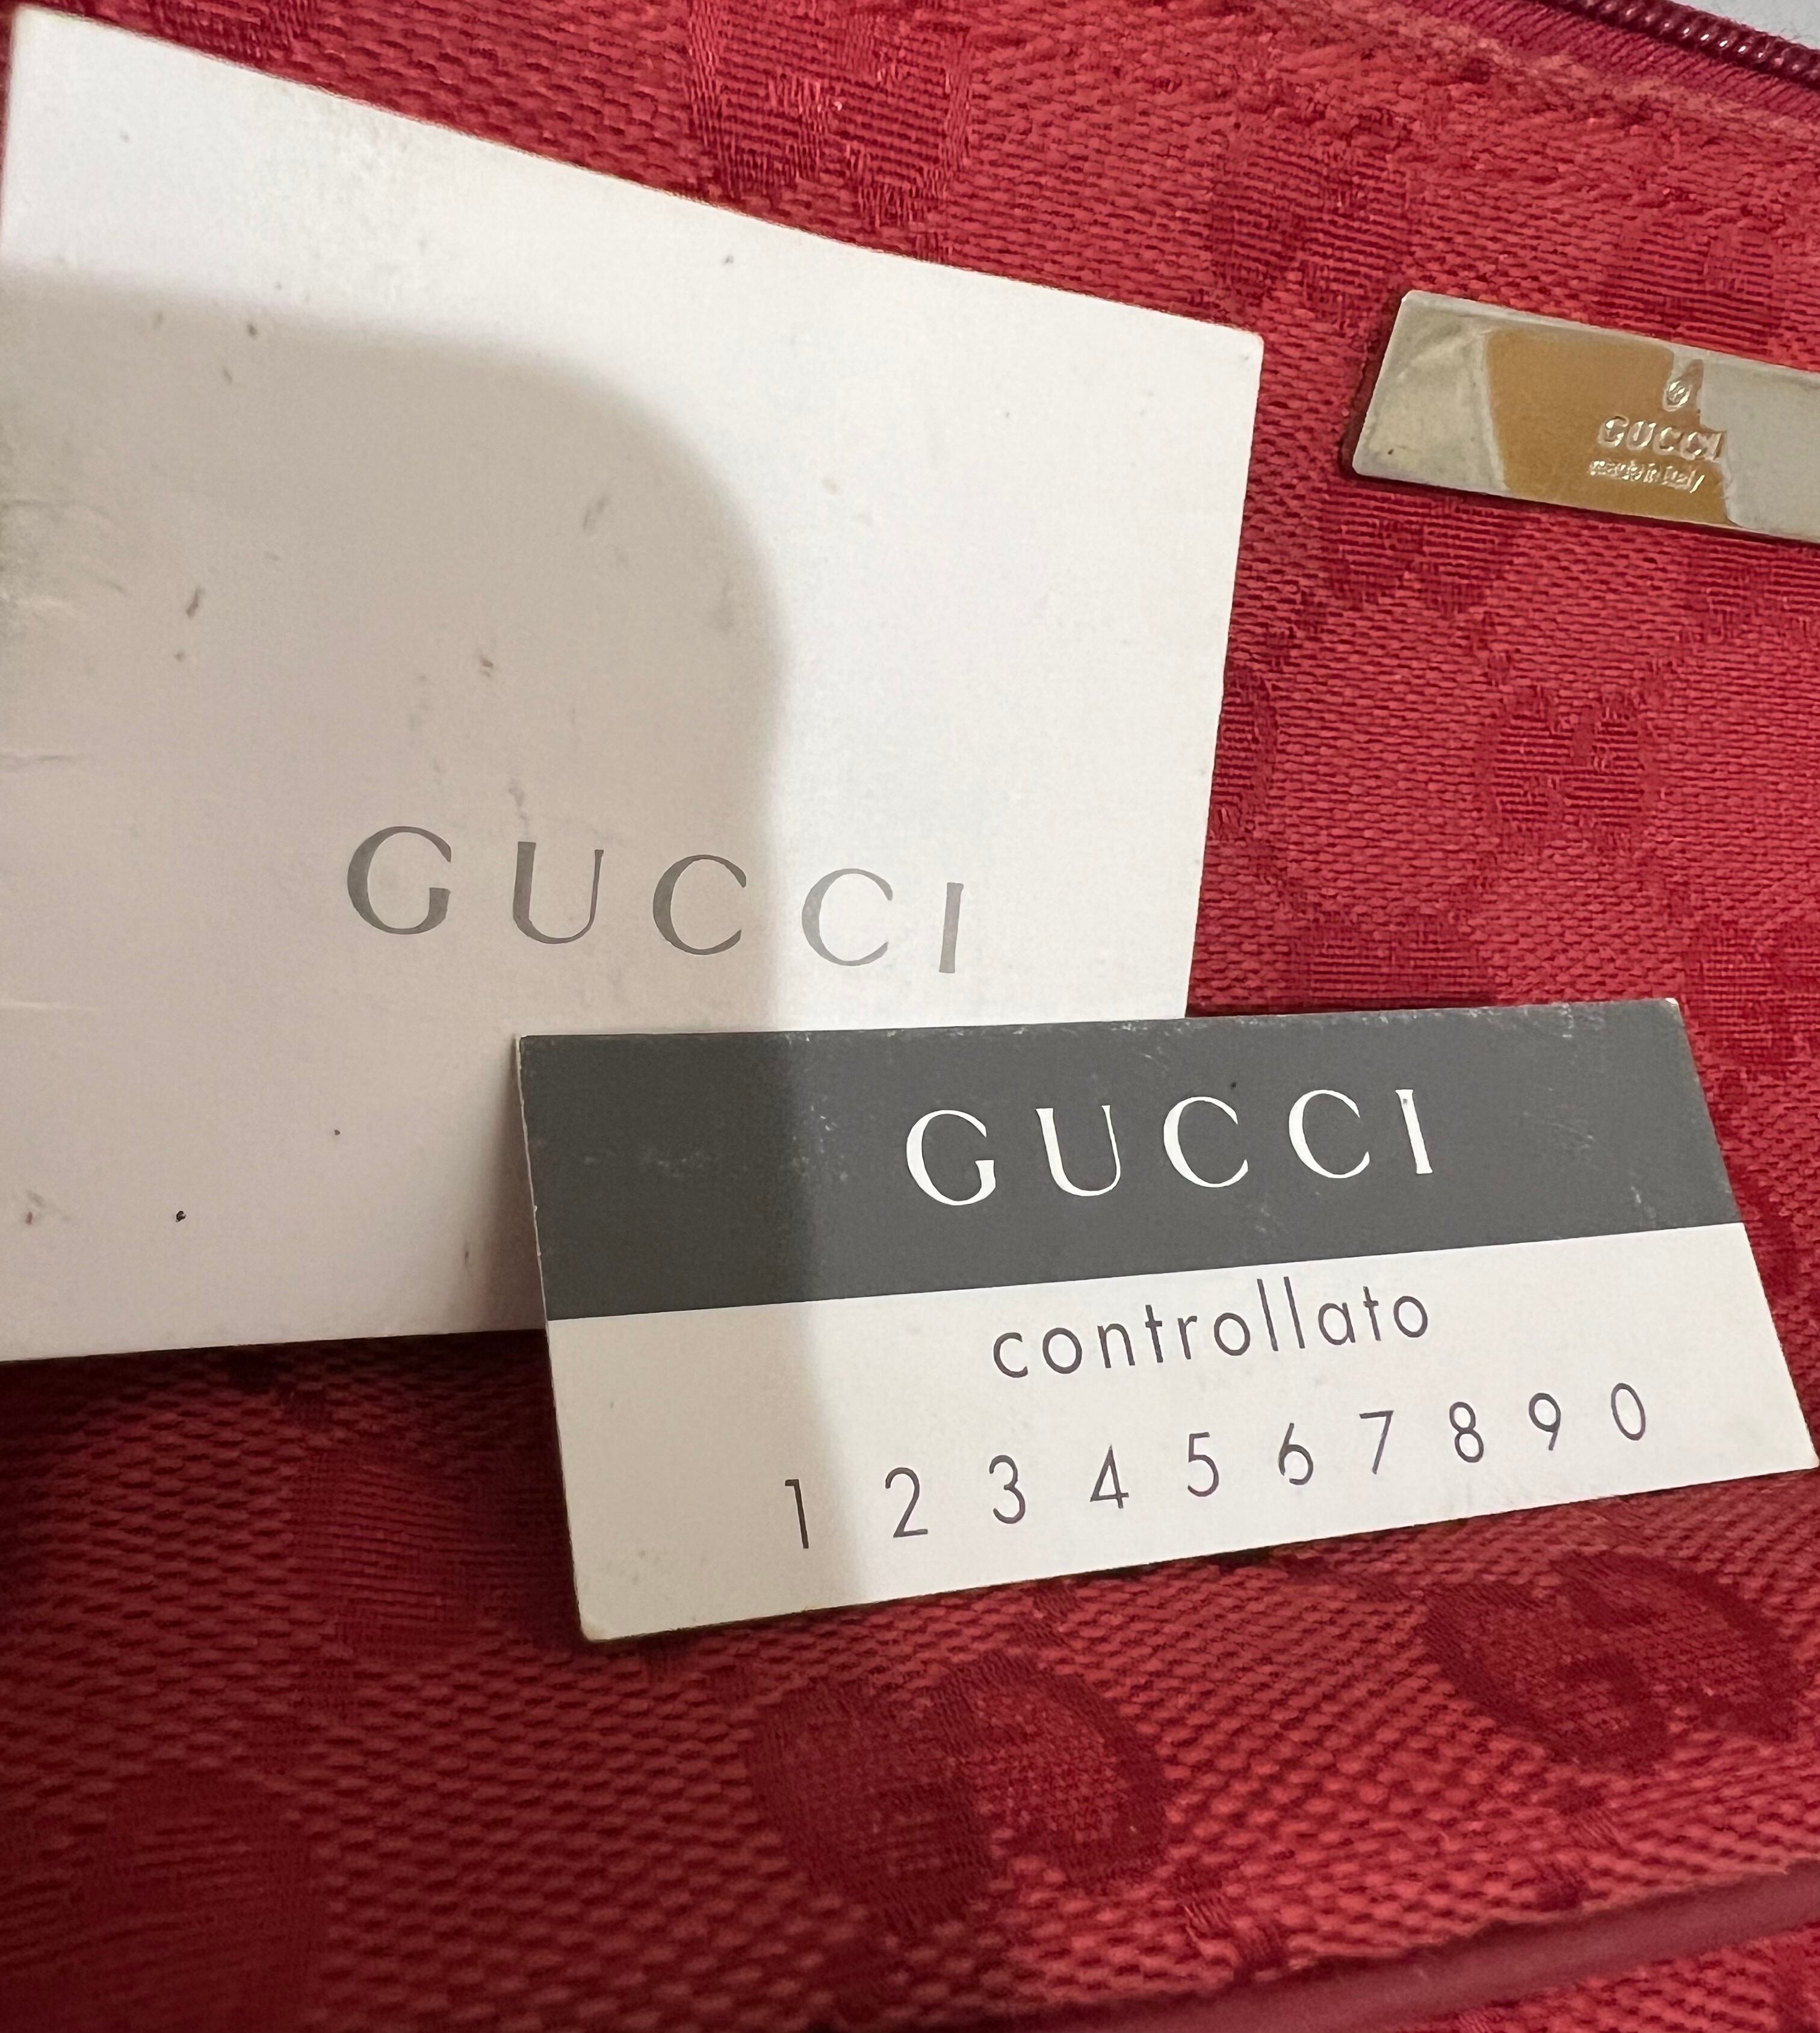 GUCCI
made in Italy
GUCCI
GUCCI
controllato
1 2 3 4 5 6 7 8 9 0